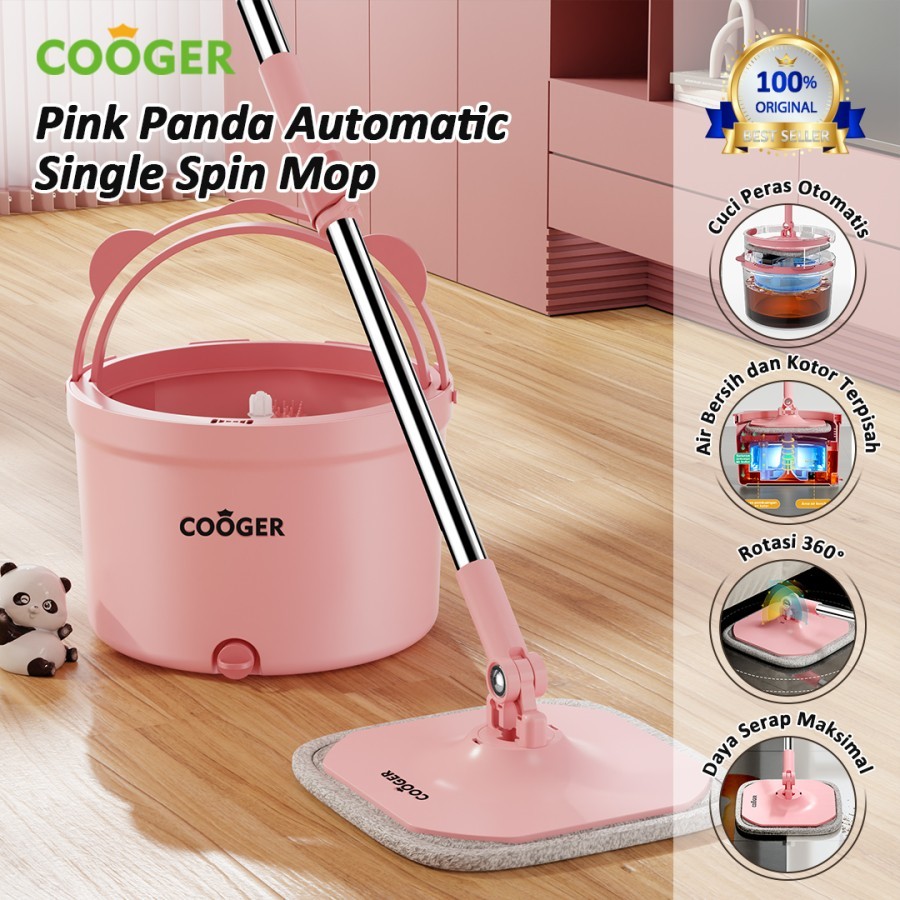 COOGER
Pink Panda Automatic
Single Spin Mop
100%
ORIGINAL
BEST SELLER
Cuci Peras Otomatis
Air Bersih dan Kotor Terpisah
Rotasi 360°
Daya Serap Maksimal
COOGER
COOGER
COOGER